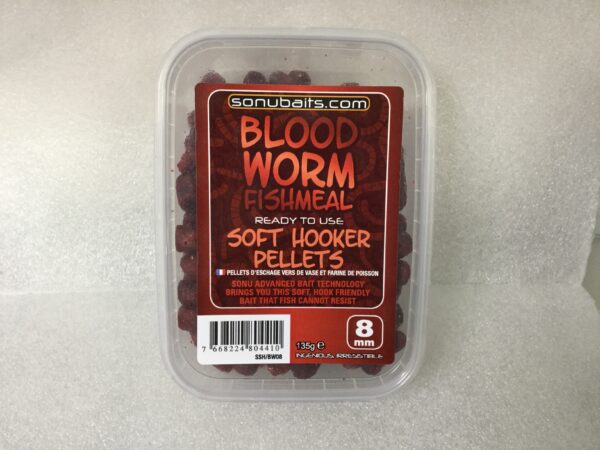 sonubaits.com
BLOOD
WORM
FISHMEAL
READY TO USE
SOFT HOOKER
PELLETS
PELLETS D'ESCHAGE VERS DE VASE ET FARINE DE POISSON
SONU ADVANCED BAIT TECHNOLOGY
BRINGS YOU THIS SOFT, HOOK FRIENDLY
BAIT THAT FISH CANNOT RESIST
7 668224 804410
SSH/BW08
135g e
8
mm
INGENIOUS, IRRESISTIBLE